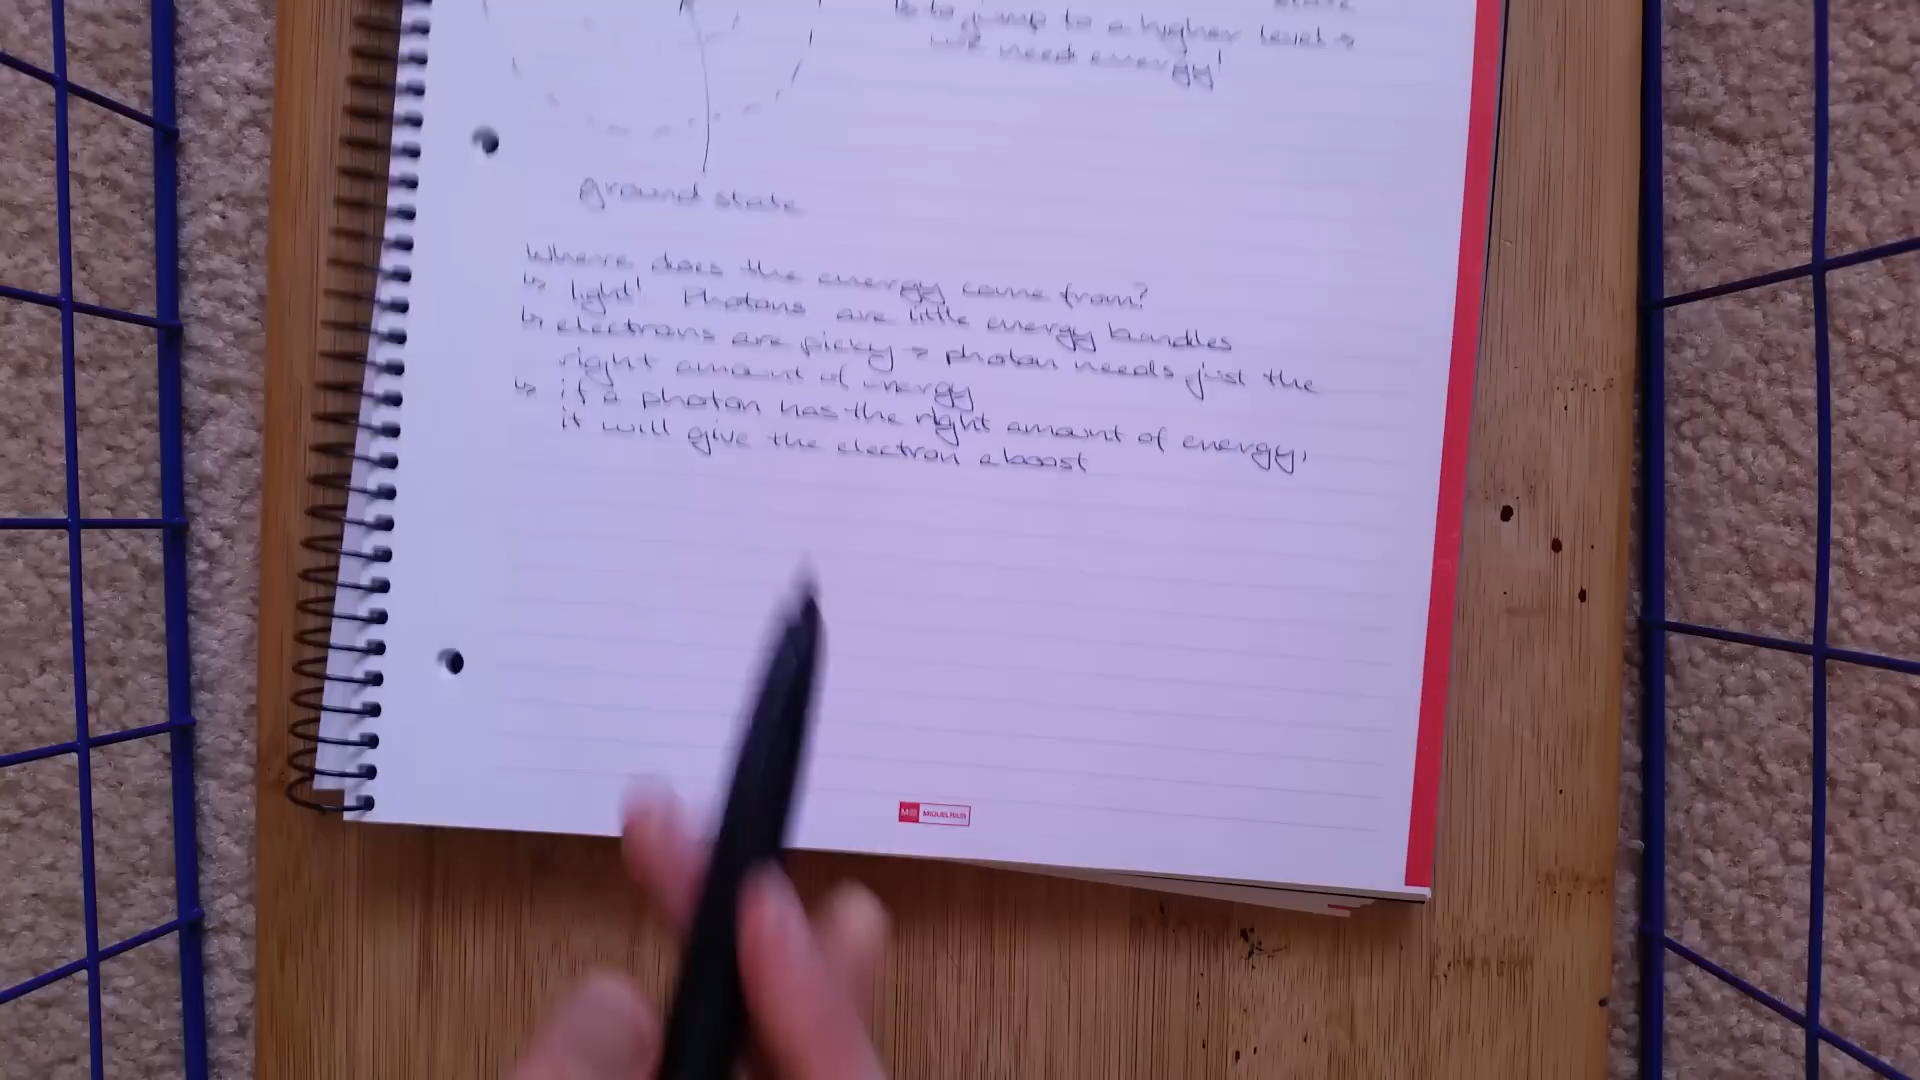 state
↳ to jump to a higher level →
we need energy!
ground state
Where does the energy come from?
↳ light! Photons are little energy bundles
↳ electrons are picky → photon needs just the
right amount of energy
↳ if a photon has the right amount of energy,
it will give the electron a boost
MIQUELRIUS